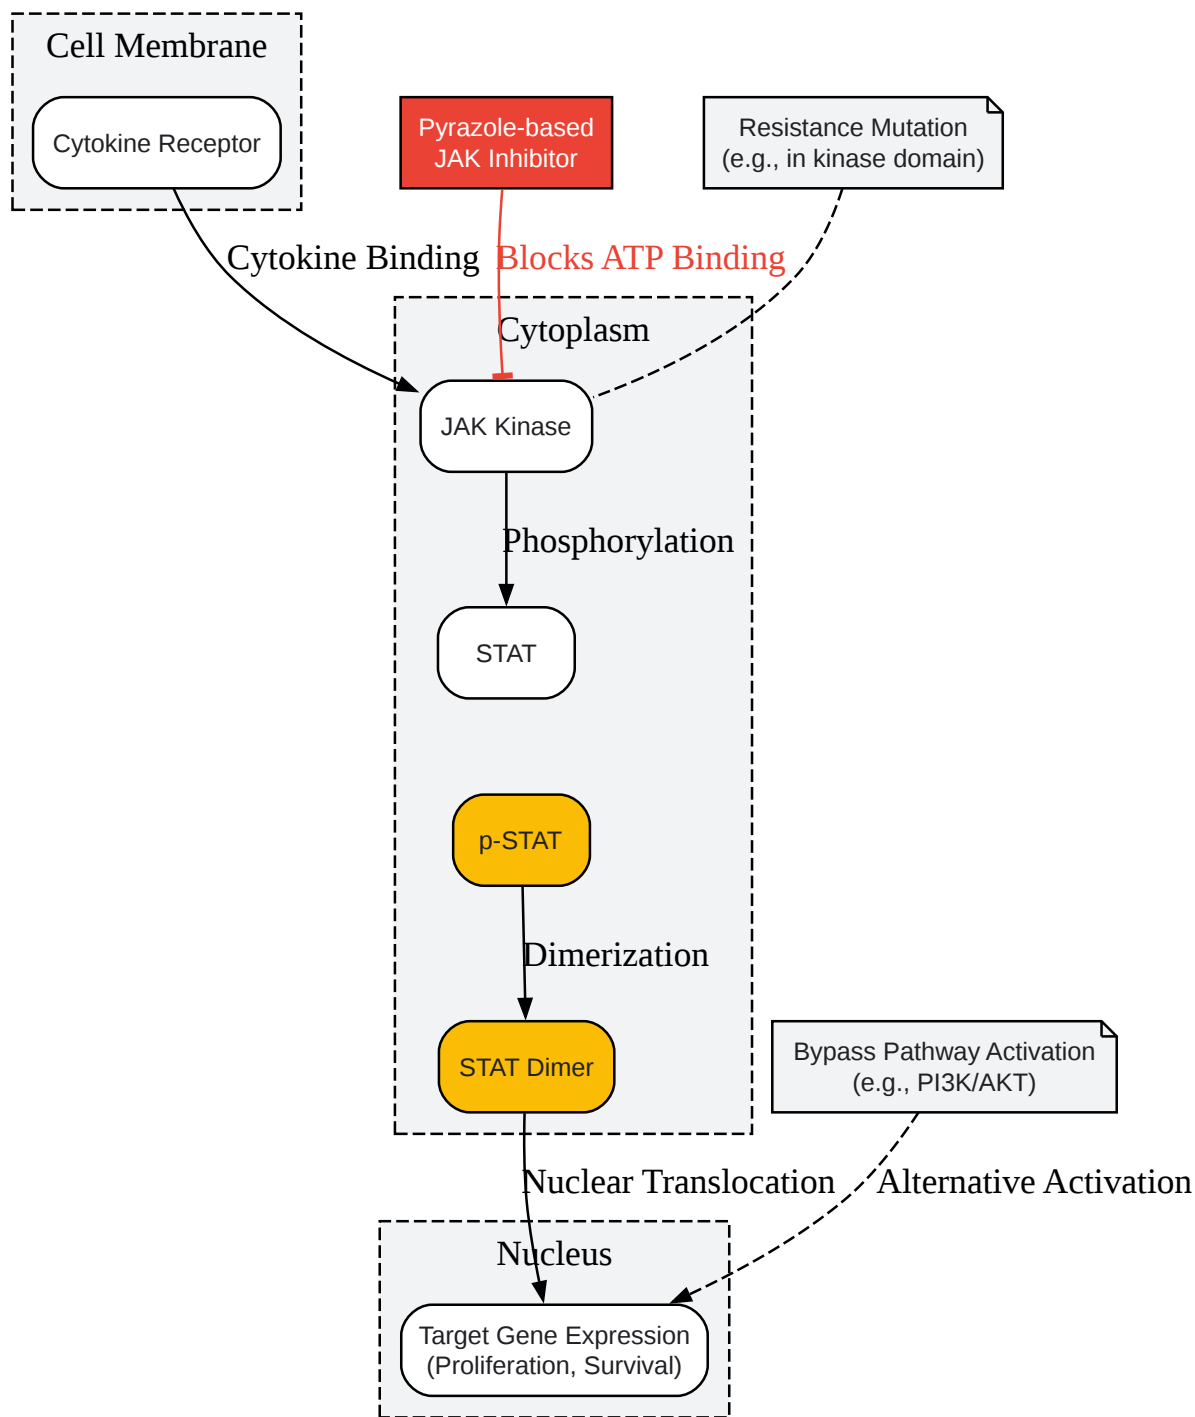 Cell Membrane
Cytokine Receptor
Pyrazole-based
JAK Inhibitor
Resistance Mutation
(e.g., in kinase domain)
Cytokine Binding
Blocks ATP Binding
Cytoplasm
JAK Kinase
Phosphorylation
STAT
p-STAT
Dimerization
STAT Dimer
Bypass Pathway Activation
(e.g., PI3K/AKT)
Nuclear Translocation
Alternative Activation
Nucleus
Target Gene Expression
(Proliferation, Survival)